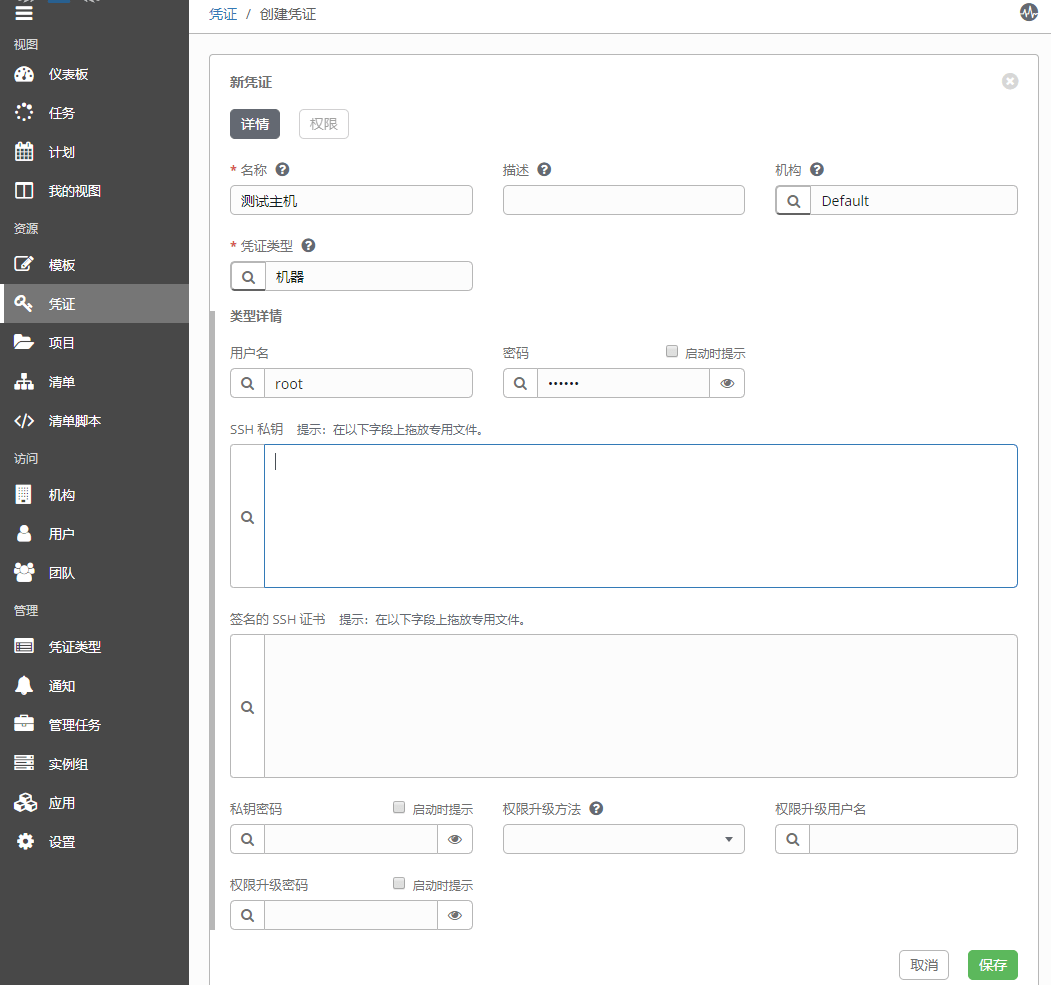 凭证 / 创建凭证
视图
仪表板
任务
计划
我的视图
资源
模板
凭证
项目
清单
清单脚本
访问
机构
用户
团队
管理
凭证类型
通知
管理任务
实例组
应用
设置
新凭证
详情 权限
* 名称 描述 机构
测试主机 Default
* 凭证类型
机器
类型详情
用户名 密码 启动时提示
root ••••••
SSH 私钥 提示：在以下字段上拖放专用文件。
签名的 SSH 证书 提示：在以下字段上拖放专用文件。
私钥密码 启动时提示 权限升级方法 权限升级用户名
权限升级密码 启动时提示
取消 保存